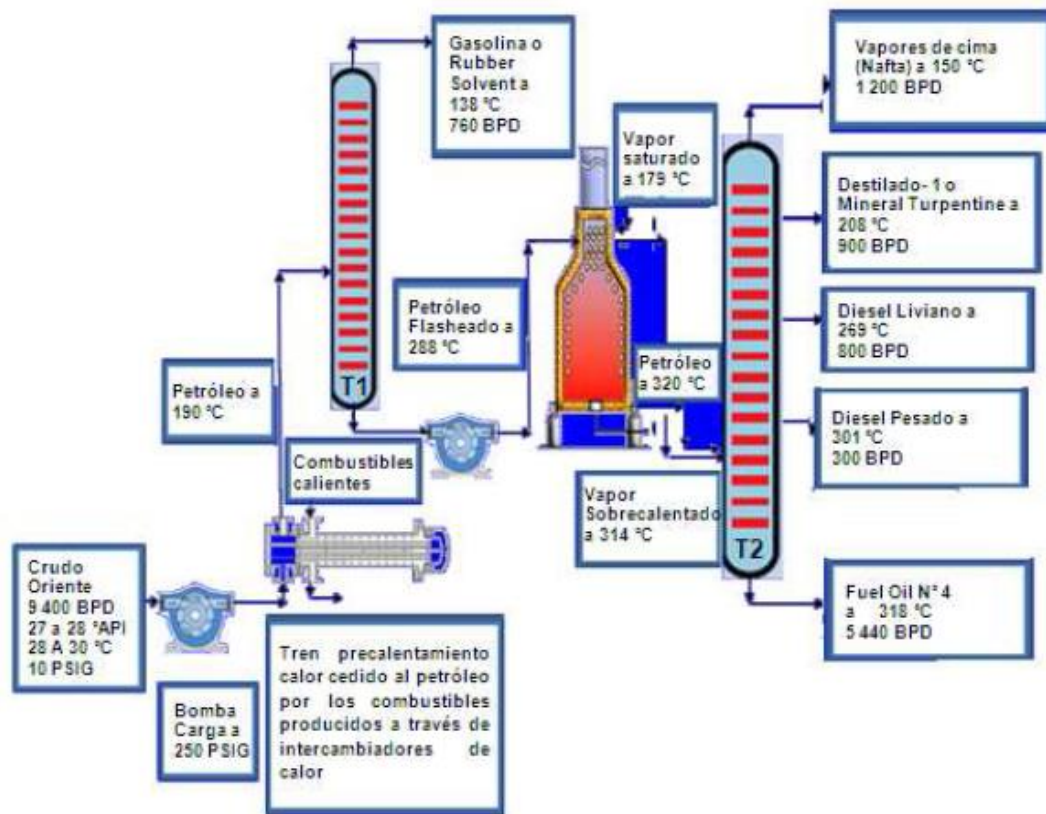 Gasolina o
Rubber
Solvent a
138 °C
760 BPD
Vapores de cima
(Nafta) a 150 °C
1 200 BPD
Vapor
saturado
a 179 °C
Destilado- 1 o
Mineral Turpentine a
208 °C
900 BPD
Petróleo
Flasheado a
288 °C
Diesel Liviano a
269 °C
800 BPD
Petróleo a
190 °C
T1
Petróleo
a 320 °C
Diesel Pesado a
301 °C
300 BPD
Combustibles
calientes
Vapor
Sobrecalentado
a 314 °C
T2
Crudo
Oriente
9 400 BPD
27 a 28 °API
28 A 30 °C
10 PSIG
Fuel Oil N° 4
a 318 °C
5 440 BPD
Bomba
Carga a
250 PSIG
Tren precalentamiento
calor cedido al petróleo
por los combustibles
producidos a través de
intercambiadores de
calor